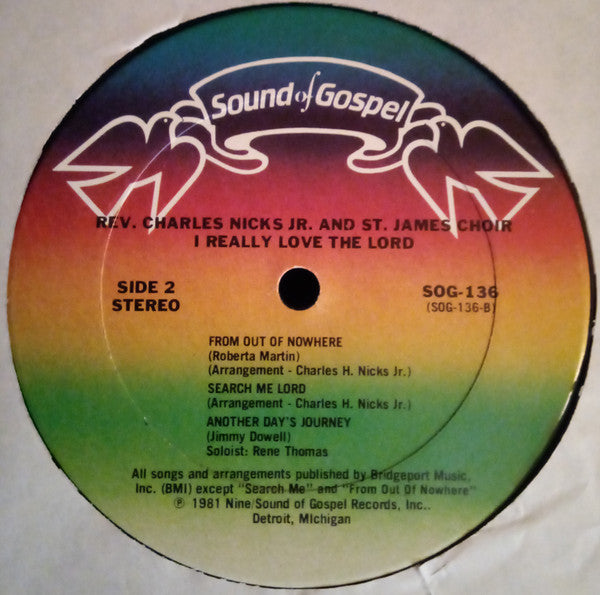 Sound of Gospel
REV. CHARLES NICKS JR. AND ST. JAMES CHOIR
I REALLY LOVE THE LORD
SIDE 2
STEREO
SOG-136
(SOG-136-B)
FROM OUT OF NOWHERE
(Roberta Martin)
(Arrangement - Charles H. Nicks Jr.)
SEARCH ME LORD
(Arrangement - Charles H. Nicks Jr.)
ANOTHER DAY'S JOURNEY
(Jimmy Dowell)
Soloist: Rene Thomas
All songs and arrangements published by Bridgeport Music,
Inc. (BMI) except "Search Me" and "From Out Of Nowhere"
℗ 1981 Nine/Sound of Gospel Records, Inc..
Detroit, MIchigan